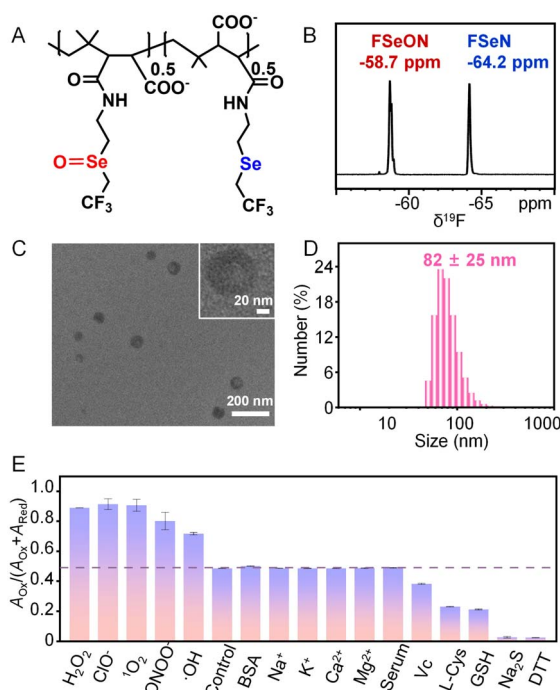 A
COO⁻
0.5
COO⁻
0.5
O
O
NH
HN
O=Se
Se
CF₃
CF₃
B
FSeON
-58.7 ppm
FSeN
-64.2 ppm
-60
-65
ppm
δ¹⁹F
C
20 nm
200 nm
D
82 ± 25 nm
Number (%)
24
18
12
6
0
10
100
1000
Size (nm)
E
A_Ox/(A_Ox+A_Red)
1.0
0.8
0.6
0.4
0.2
0
H₂O₂
ClO⁻
¹O₂
ONOO⁻
·OH
Control
BSA
Na⁺
K⁺
Ca²⁺
Mg²⁺
Serum
Vc
L-Cys
GSH
Na₂S
DTT